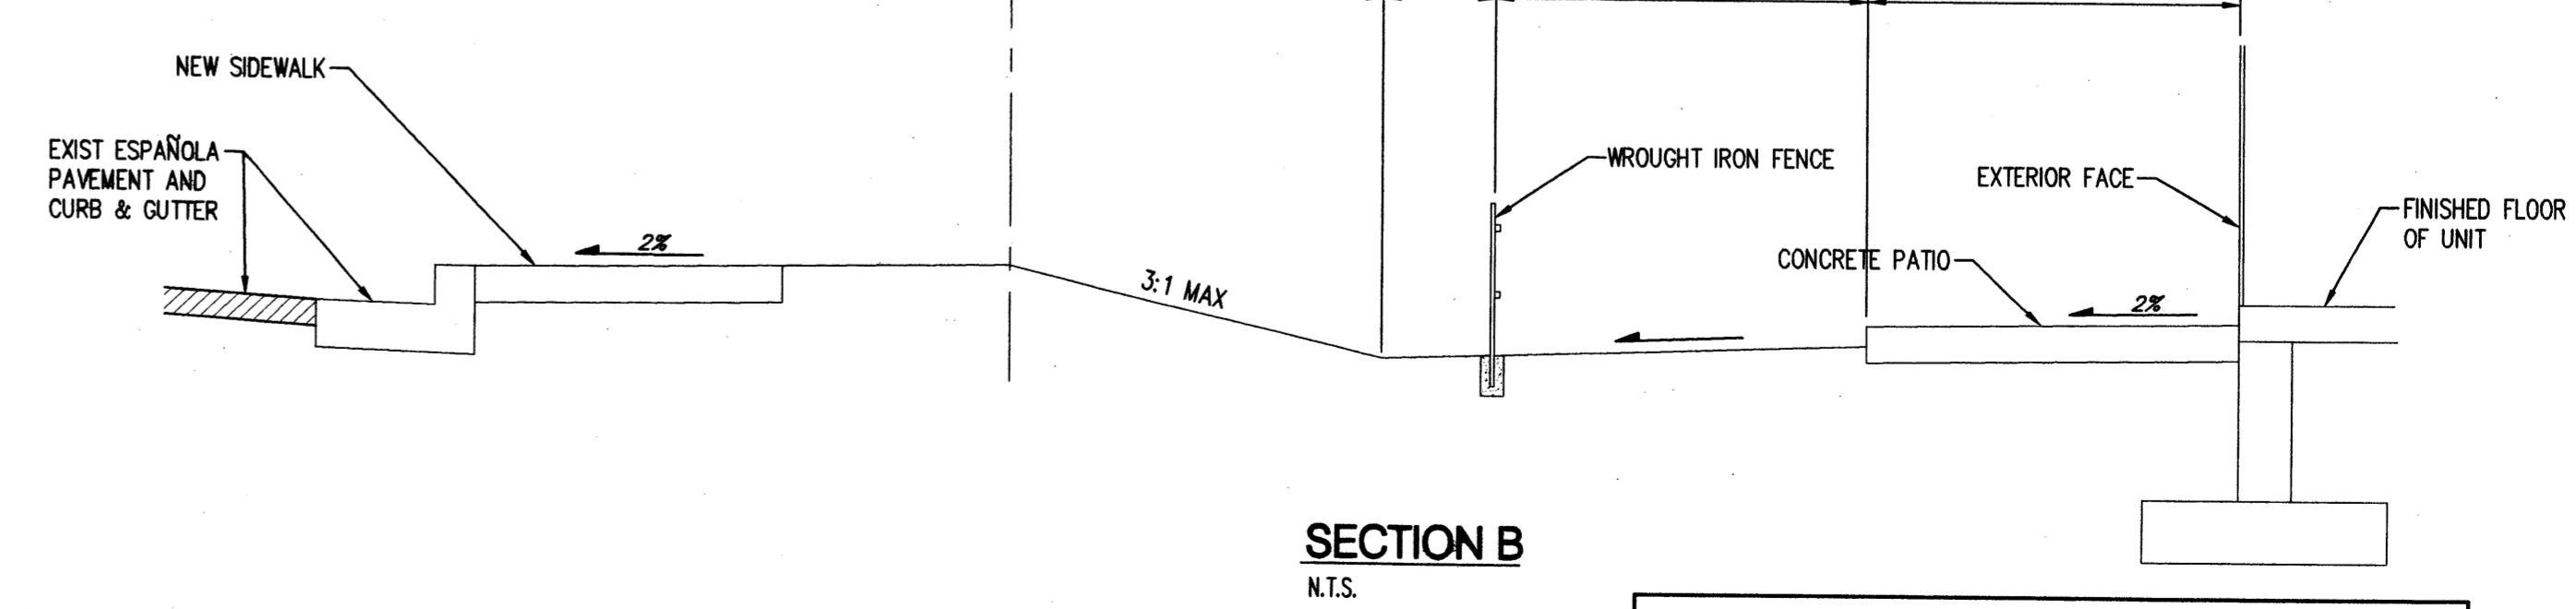 NEW SIDEWALK
EXIST ESPAÑOLA
PAVEMENT AND
CURB & GUTTER
2%
3:1 MAX
WROUGHT IRON FENCE
EXTERIOR FACE
CONCRETE PATIO
2%
FINISHED FLOOR
OF UNIT
SECTION B
N.T.S.